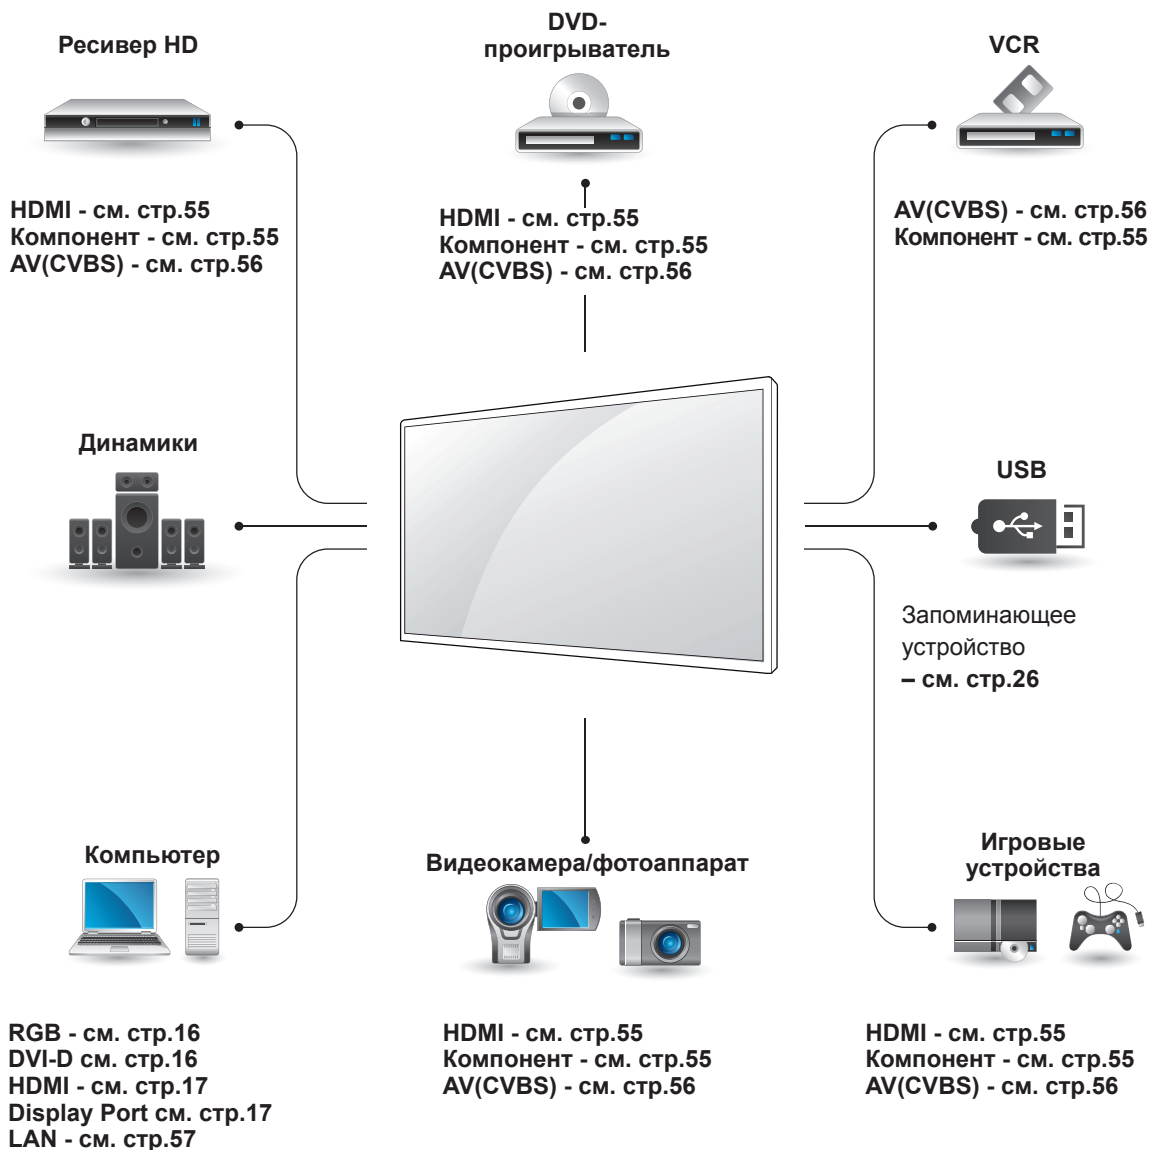 Ресивер HD
HDMI - см. стр.55
Компонент - см. стр.55
AV(CVBS) - см. стр.56
DVD-
проигрыватель
HDMI - см. стр.55
Компонент - см. стр.55
AV(CVBS) - см. стр.56
VCR
AV(CVBS) - см. стр.56
Компонент - см. стр.55
Динамики
USB
Запоминающее
устройство
– см. стр.26
Компьютер
RGB - см. стр.16
DVI-D см. стр.16
HDMI - см. стр.17
Display Port см. стр.17
LAN - см. стр.57
Видеокамера/фотоаппарат
HDMI - см. стр.55
Компонент - см. стр.55
AV(CVBS) - см. стр.56
Игровые
устройства
HDMI - см. стр.55
Компонент - см. стр.55
AV(CVBS) - см. стр.56